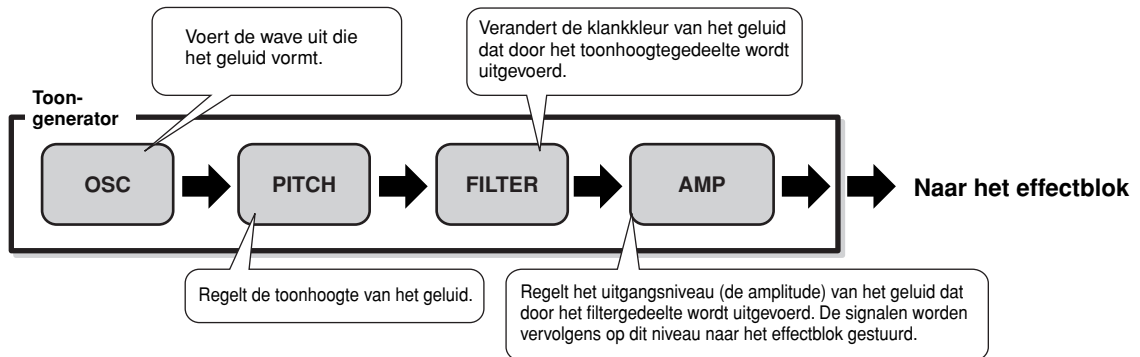 Voert de wave uit die
het geluid vormt.
Verandert de klankkleur van het geluid
dat door het toonhoogtegedeelte wordt
uitgevoerd.
Toon-
generator
OSC
PITCH
FILTER
AMP
Naar het effectblok
Regelt de toonhoogte van het geluid.
Regelt het uitgangsniveau (de amplitude) van het geluid dat
door het filtergedeelte wordt uitgevoerd. De signalen worden
vervolgens op dit niveau naar het effectblok gestuurd.